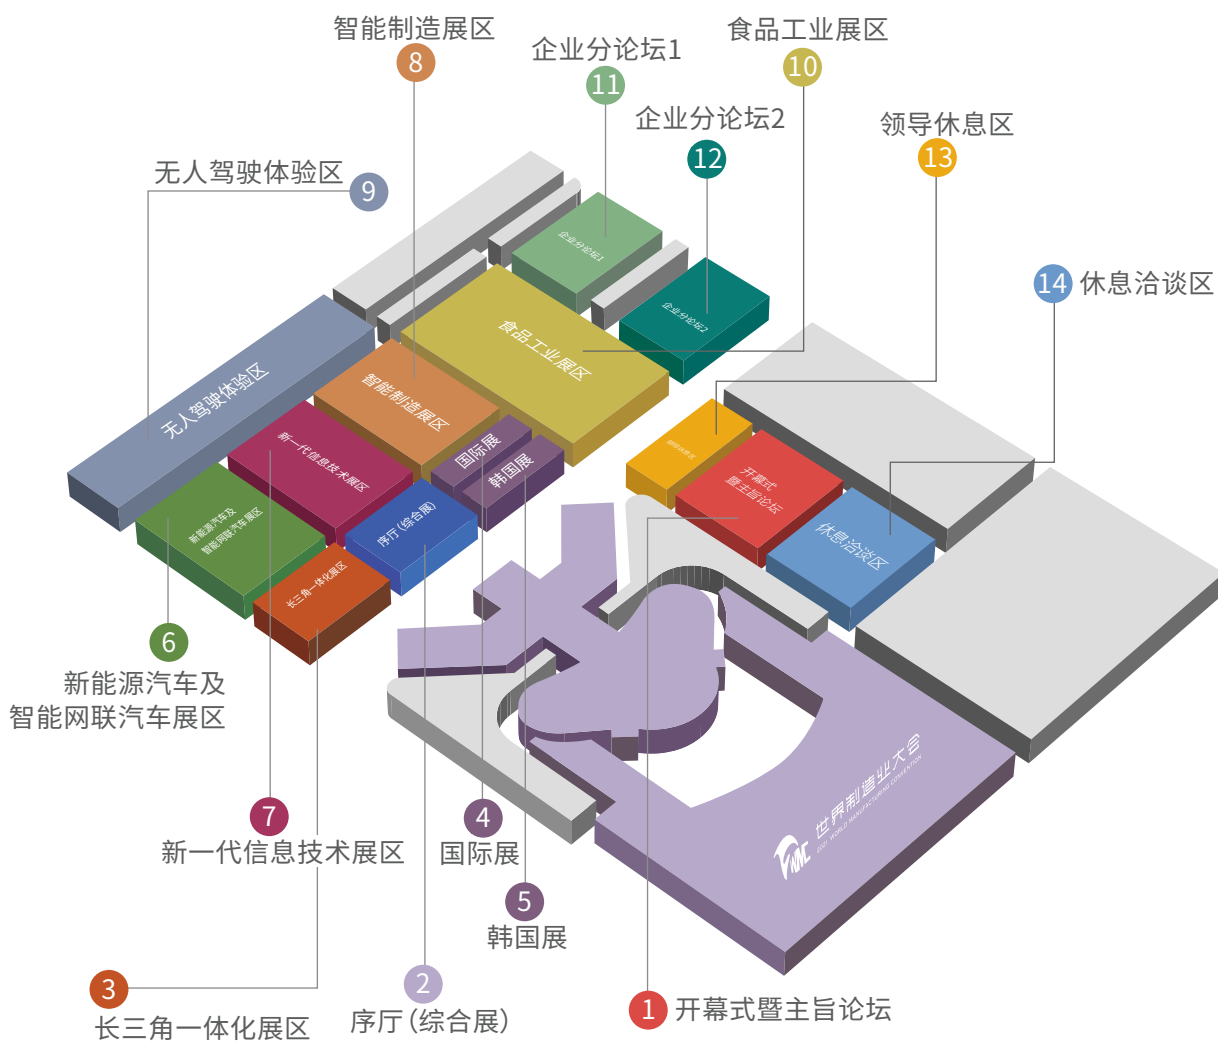 智能制造展区
8
企业分论坛1
11
食品工业展区
10
企业分论坛2
12
领导休息区
13
无人驾驶体验区
9
14
休息洽谈区
企业分论坛1
企业分论坛2
食品工业展区
无人驾驶体验区
智能制造展区
国际展
韩国展
新一代信息技术展区
序厅(综合展)
新能源汽车及
智能网联汽车展区
长三角一体化展区
领导休息区
开幕式
暨主旨论坛
休息洽谈区
6
新能源汽车及
智能网联汽车展区
7
新一代信息技术展区
4
国际展
5
韩国展
世界制造业大会
2021 WORLD MANUFACTURING CONVENTION
WMC
3
长三角一体化展区
2
序厅(综合展)
1
开幕式暨主旨论坛